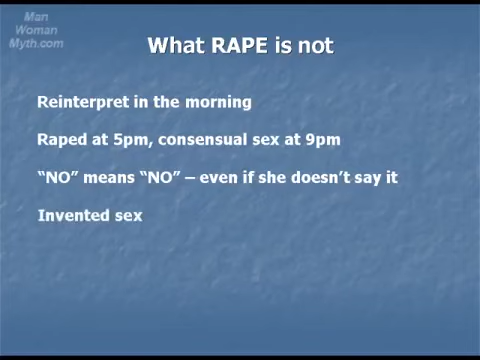 Man
Woman
Myth.com
What RAPE is not
Reinterpret in the morning
Raped at 5pm, consensual sex at 9pm
“NO” means “NO” – even if she doesn’t say it
Invented sex